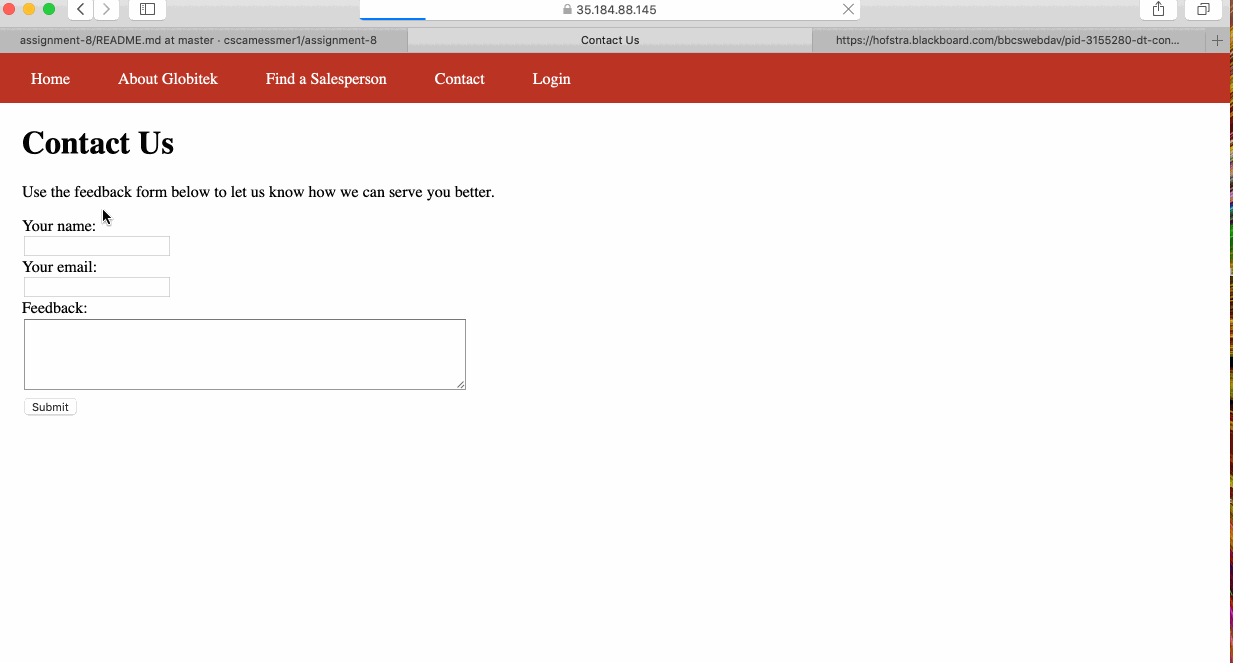 35.184.88.145
assignment-8/README.md at master · cscamessmer1/assignment-8
Contact Us
https://hofstra.blackboard.com/bbcswebdav/pid-3155280-dt-con...
Home About Globitek Find a Salesperson Contact Login
Contact Us
Use the feedback form below to let us know how we can serve you better.
Your name:
Your email:
Feedback:
Submit